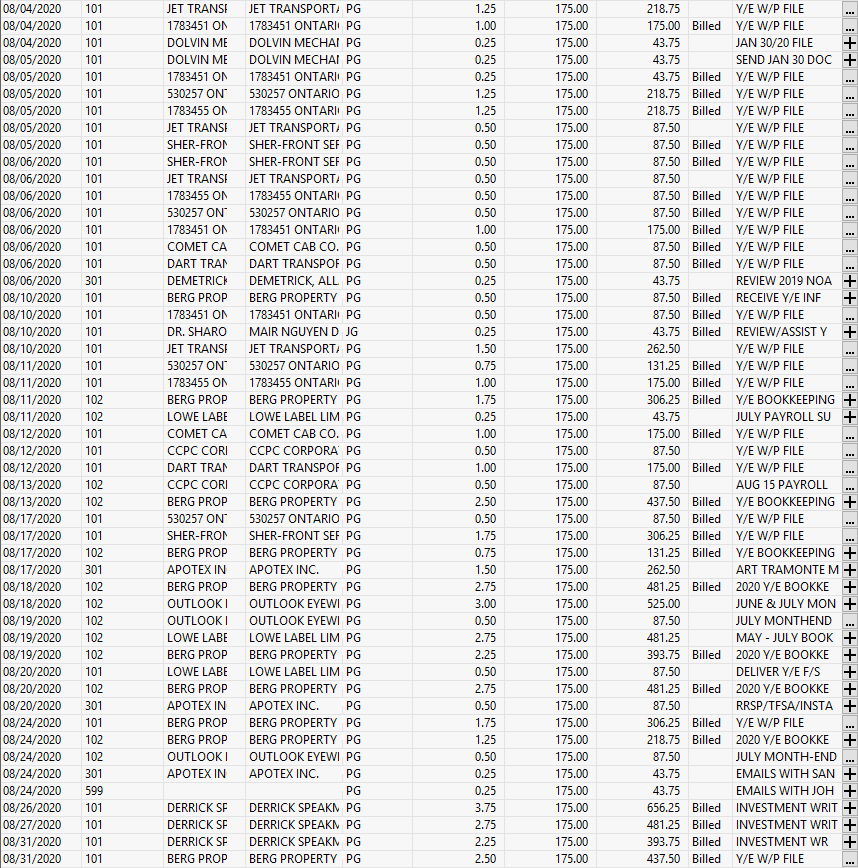 08/04/2020 101 JET TRANSF JET TRANSPORTA PG 1.25 175.00 218.75 Y/E W/P FILE ...
08/04/2020 101 1783451 ON 1783451 ONTARI PG 1.00 175.00 175.00 Billed Y/E W/P FILE ...
08/04/2020 101 DOLVIN ME DOLVIN MECHAI PG 0.25 175.00 43.75 JAN 30/20 FILE +
08/05/2020 101 DOLVIN ME DOLVIN MECHAI PG 0.25 175.00 43.75 SEND JAN 30 DOC +
08/05/2020 101 1783451 ON 1783451 ONTARI PG 0.25 175.00 43.75 Billed Y/E W/P FILE ...
08/05/2020 101 530257 ON 530257 ONTARIO PG 1.25 175.00 218.75 Billed Y/E W/P FILE ...
08/05/2020 101 1783455 ON 1783455 ONTARI PG 1.25 175.00 218.75 Billed Y/E W/P FILE ...
08/05/2020 101 JET TRANSF JET TRANSPORTA PG 0.50 175.00 87.50 Y/E W/P FILE ...
08/05/2020 101 SHER-FRON SHER-FRONT SEF PG 0.50 175.00 87.50 Billed Y/E W/P FILE ...
08/06/2020 101 SHER-FRON SHER-FRONT SEF PG 0.50 175.00 87.50 Billed Y/E W/P FILE ...
08/06/2020 101 JET TRANSF JET TRANSPORTA PG 0.50 175.00 87.50 Y/E W/P FILE ...
08/06/2020 101 1783455 ON 1783455 ONTARI PG 0.50 175.00 87.50 Billed Y/E W/P FILE ...
08/06/2020 101 530257 ON 530257 ONTARIO PG 0.50 175.00 87.50 Billed Y/E W/P FILE ...
08/06/2020 101 1783451 ON 1783451 ONTARI PG 1.00 175.00 175.00 Billed Y/E W/P FILE ...
08/06/2020 101 COMET CA COMET CAB CO. PG 0.50 175.00 87.50 Billed Y/E W/P FILE ...
08/06/2020 101 DART TRAN DART TRANSPOF PG 0.50 175.00 87.50 Billed Y/E W/P FILE ...
08/06/2020 301 DEMETRICK DEMETRICK, ALL PG 0.25 175.00 43.75 REVIEW 2019 NOA +
08/10/2020 101 BERG PROP BERG PROPERTY PG 0.50 175.00 87.50 Billed RECEIVE Y/E INF +
08/10/2020 101 1783451 ON 1783451 ONTARI PG 0.50 175.00 87.50 Billed Y/E W/P FILE ...
08/10/2020 101 DR. SHARO MAIR NGUYEN D JG 0.25 175.00 43.75 Billed REVIEW/ASSIST Y +
08/10/2020 101 JET TRANSF JET TRANSPORTA PG 1.50 175.00 262.50 Y/E W/P FILE ...
08/11/2020 101 530257 ON 530257 ONTARIO PG 0.75 175.00 131.25 Billed Y/E W/P FILE ...
08/11/2020 101 1783455 ON 1783455 ONTARI PG 1.00 175.00 175.00 Billed Y/E W/P FILE ...
08/11/2020 102 BERG PROP BERG PROPERTY PG 1.75 175.00 306.25 Billed Y/E BOOKKEEPING +
08/11/2020 102 LOWE LABE LOWE LABEL LIM PG 0.25 175.00 43.75 JULY PAYROLL SU +
08/12/2020 101 COMET CA COMET CAB CO. PG 1.00 175.00 175.00 Billed Y/E W/P FILE ...
08/12/2020 101 CCPC CORI CCPC CORPORA PG 0.50 175.00 87.50 Y/E W/P FILE ...
08/12/2020 101 DART TRAN DART TRANSPOF PG 1.00 175.00 175.00 Billed Y/E W/P FILE ...
08/13/2020 102 CCPC CORI CCPC CORPORA PG 0.50 175.00 87.50 AUG 15 PAYROLL ...
08/13/2020 102 BERG PROP BERG PROPERTY PG 2.50 175.00 437.50 Billed Y/E BOOKKEEPING +
08/17/2020 101 530257 ON 530257 ONTARIO PG 0.50 175.00 87.50 Billed Y/E W/P FILE ...
08/17/2020 101 SHER-FRON SHER-FRONT SEF PG 1.75 175.00 306.25 Billed Y/E W/P FILE ...
08/17/2020 102 BERG PROP BERG PROPERTY PG 0.75 175.00 131.25 Billed Y/E BOOKKEEPING +
08/17/2020 301 APOTEX IN APOTEX INC. PG 1.50 175.00 262.50 ART TRAMONTE M +
08/18/2020 102 BERG PROP BERG PROPERTY PG 2.75 175.00 481.25 Billed 2020 Y/E BOOKKE +
08/18/2020 102 OUTLOOK I OUTLOOK EYEWI PG 3.00 175.00 525.00 JUNE & JULY MON +
08/19/2020 102 OUTLOOK I OUTLOOK EYEWI PG 0.50 175.00 87.50 JULY MONTHEND ...
08/19/2020 102 LOWE LABE LOWE LABEL LIM PG 2.75 175.00 481.25 MAY - JULY BOOK +
08/19/2020 102 BERG PROP BERG PROPERTY PG 2.25 175.00 393.75 Billed 2020 Y/E BOOKKE +
08/20/2020 101 LOWE LABE LOWE LABEL LIM PG 0.50 175.00 87.50 DELIVER Y/E F/S +
08/20/2020 102 BERG PROP BERG PROPERTY PG 2.75 175.00 481.25 Billed 2020 Y/E BOOKKE +
08/20/2020 301 APOTEX IN APOTEX INC. PG 0.50 175.00 87.50 RRSP/TFSA/INSTA +
08/24/2020 101 BERG PROP BERG PROPERTY PG 1.75 175.00 306.25 Billed Y/E W/P FILE ...
08/24/2020 102 BERG PROP BERG PROPERTY PG 1.25 175.00 218.75 Billed 2020 Y/E BOOKKE +
08/24/2020 102 OUTLOOK I OUTLOOK EYEWI PG 0.50 175.00 87.50 JULY MONTH-END ...
08/24/2020 301 APOTEX IN APOTEX INC. PG 0.25 175.00 43.75 EMAILS WITH SAN +
08/24/2020 599 PG 0.25 175.00 43.75 EMAILS WITH JOH +
08/26/2020 101 DERRICK SP DERRICK SPEAKM PG 3.75 175.00 656.25 Billed INVESTMENT WRIT +
08/27/2020 101 DERRICK SP DERRICK SPEAKM PG 2.75 175.00 481.25 Billed INVESTMENT WRIT +
08/31/2020 101 DERRICK SP DERRICK SPEAKM PG 2.25 175.00 393.75 Billed INVESTMENT WR +
08/31/2020 101 BERG PROP BERG PROPERTY PG 2.50 175.00 437.50 Billed Y/E W/P FILE ...